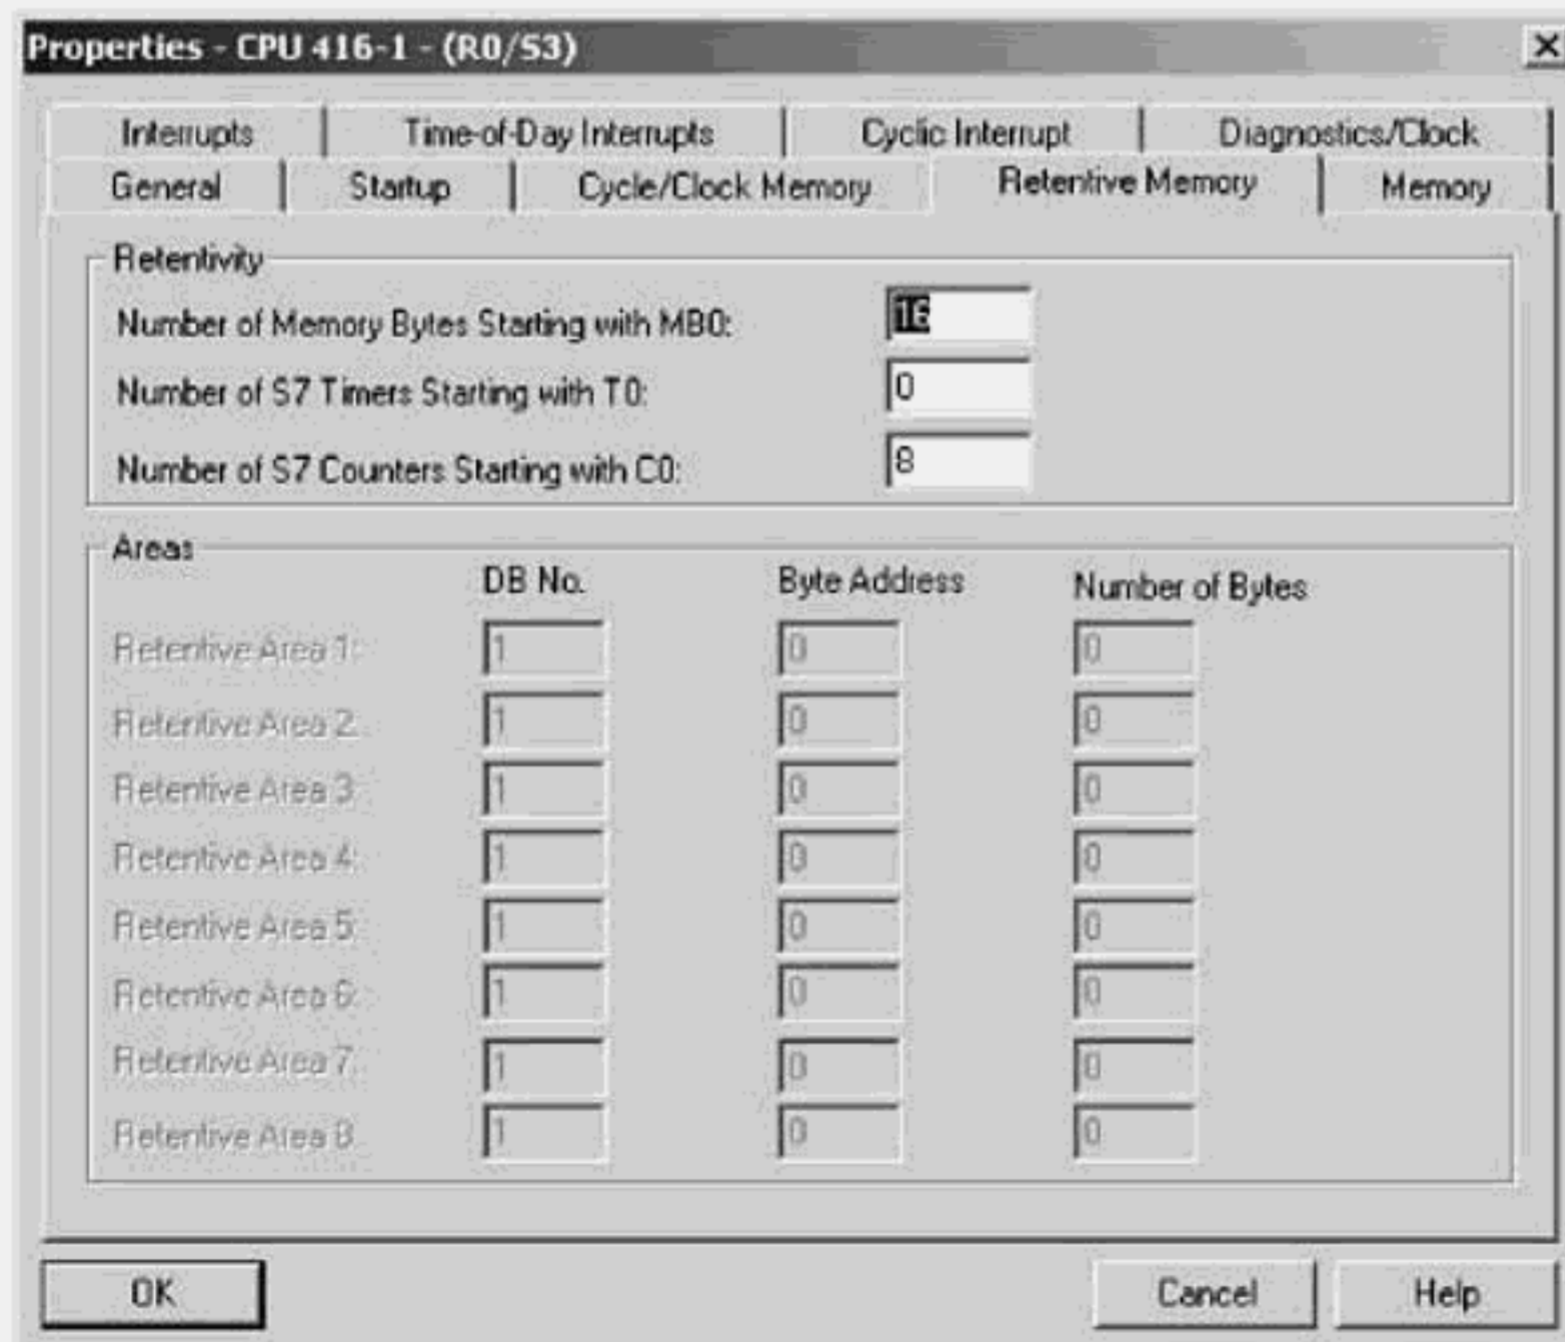 Properties - CPU 416-1 - (R0/S3)
Interrupts Time-of-Day Interrupts Cyclic Interrupt Diagnostics/Clock
General Startup Cycle/Clock Memory Retentive Memory Memory
Retentivity
Number of Memory Bytes Starting with MB0: 16
Number of S7 Timers Starting with T0: 0
Number of S7 Counters Starting with C0: 8
Areas
DB No. Byte Address Number of Bytes
Retentive Area 1: 1 0 0
Retentive Area 2: 1 0 0
Retentive Area 3: 1 0 0
Retentive Area 4: 1 0 0
Retentive Area 5: 1 0 0
Retentive Area 6: 1 0 0
Retentive Area 7: 1 0 0
Retentive Area 8: 1 0 0
OK Cancel Help